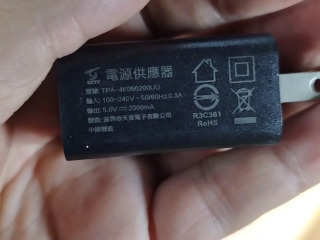 電源供應器
型號: TPA-46050200UU
輸入: 100-240V~50/60Hz 0.3A
輸出: 5.0V⎓2000mA
製造: 深圳市天音電子有限公司
中國製造
R3C361
RoHS